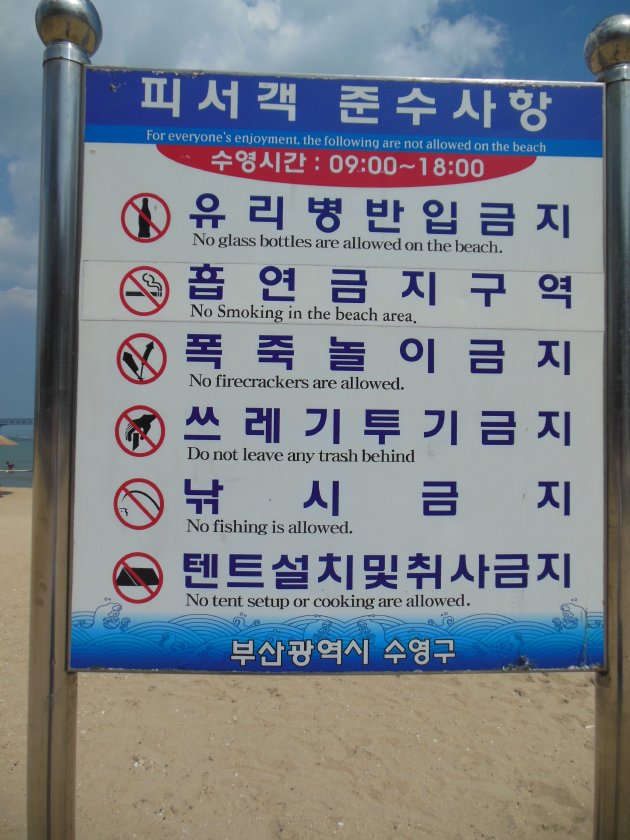 피서객 준수사항
For everyone's enjoyment, the following are not allowed on the beach
수영시간 : 09:00~18:00
유리병반입금지
No glass bottles are allowed on the beach.
흡연금지구역
No Smoking in the beach area.
폭죽놀이금지
No firecrackers are allowed.
쓰레기투기금지
Do not leave any trash behind
낚시금지
No fishing is allowed.
텐트설치및취사금지
No tent setup or cooking are allowed.
부산광역시 수영구